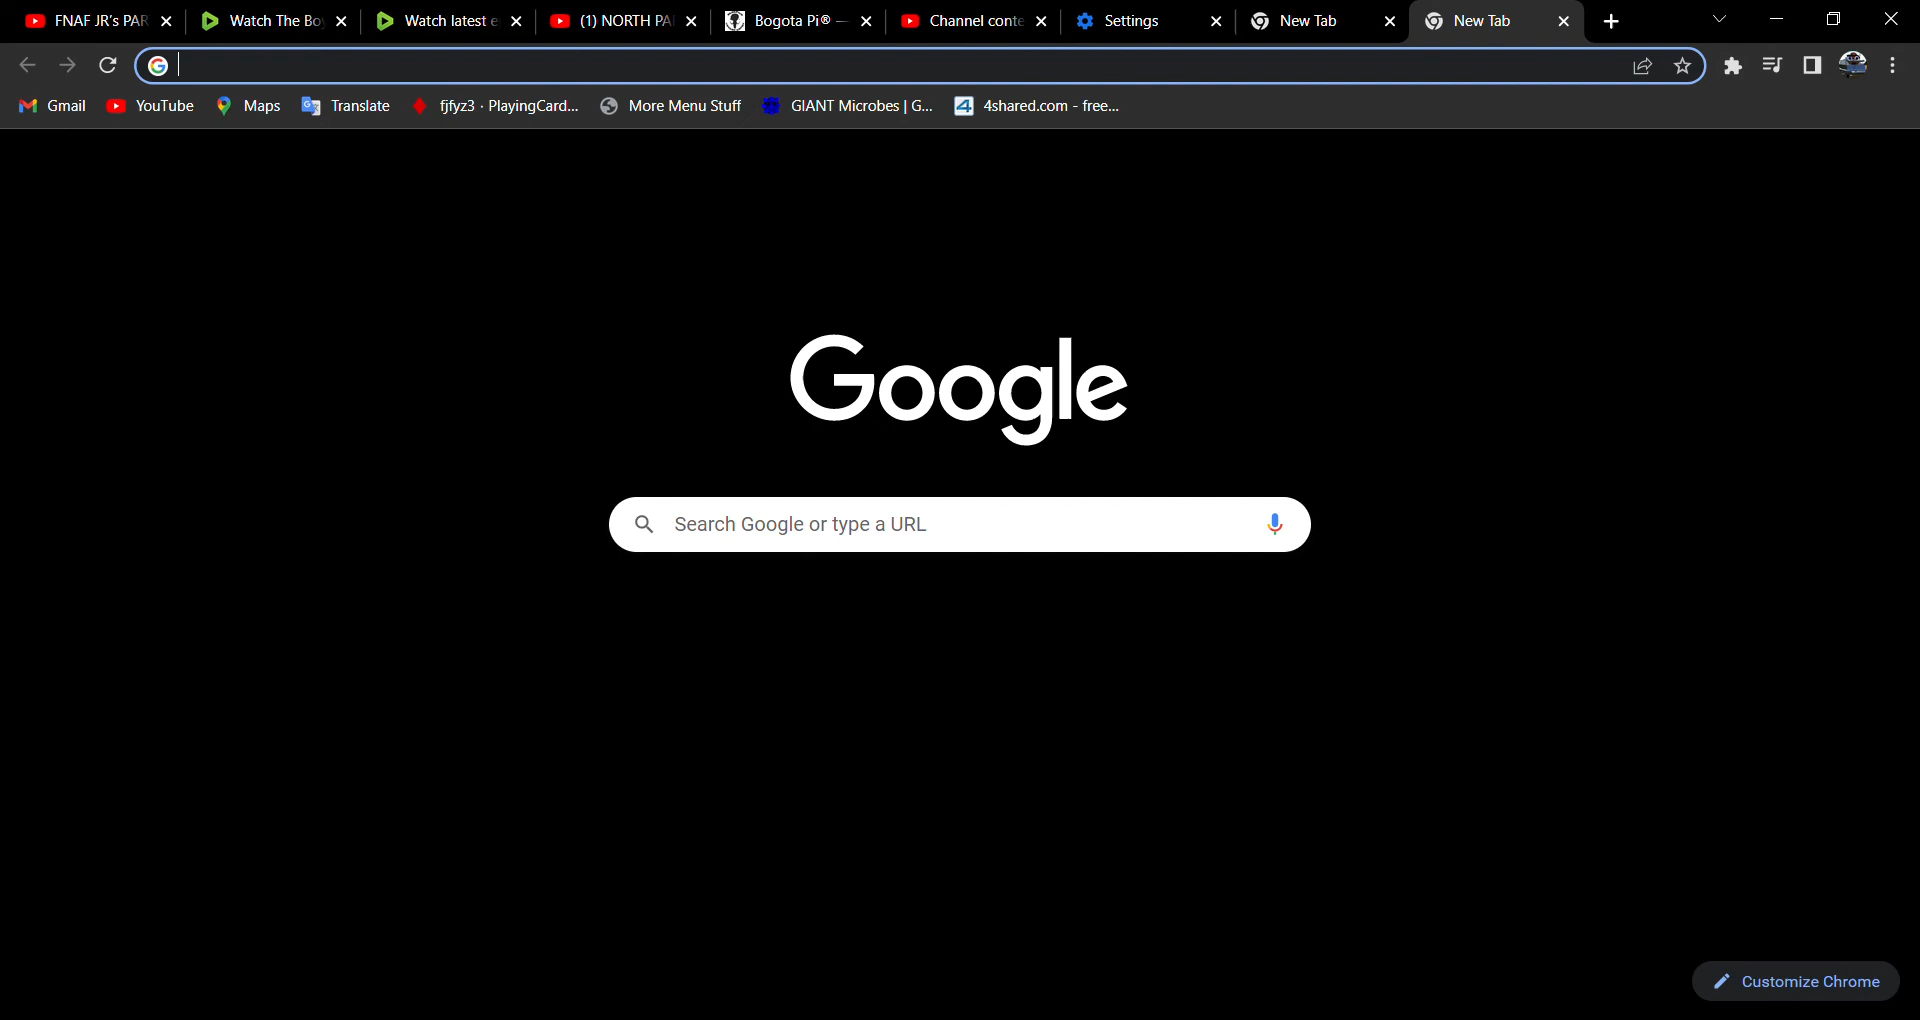 FNAF JR's PAR Watch The Bo Watch latest e (1) NORTH PA Bogota Pi® — Channel conte Settings New Tab New Tab
Gmail YouTube Maps Translate fjfyz3 · PlayingCard... More Menu Stuff GIANT Microbes | G... 4shared.com - free...
Google
Search Google or type a URL
Customize Chrome